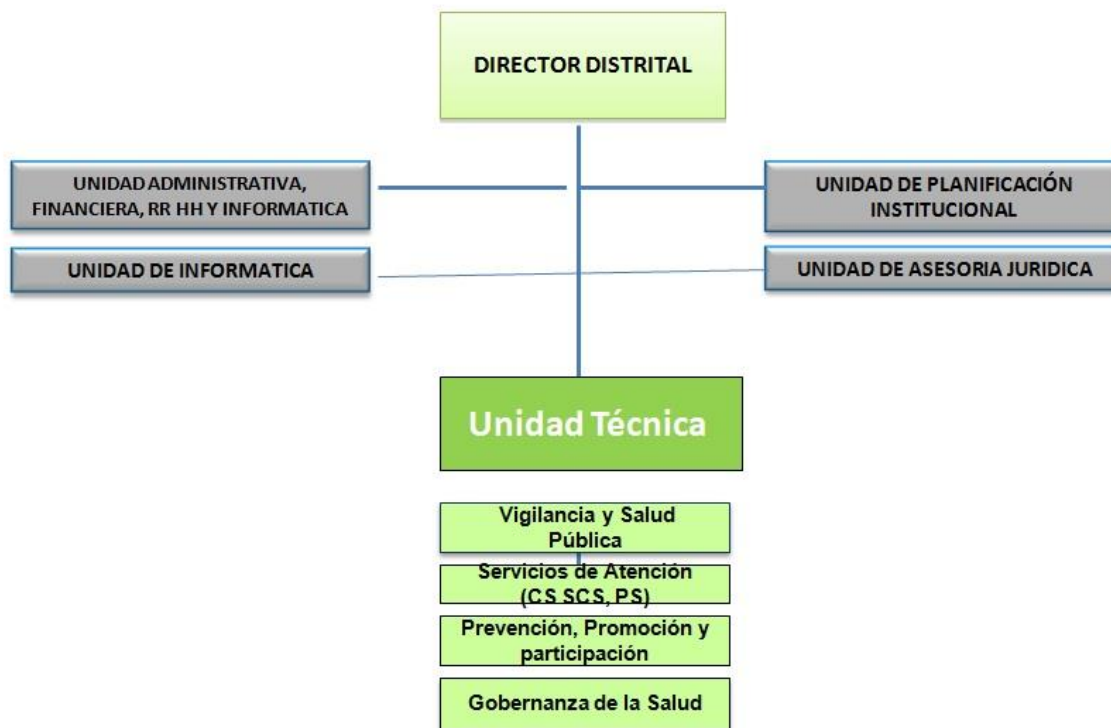 DIRECTOR DISTRITAL
UNIDAD ADMINISTRATIVA,
FINANCIERA, RR HH Y INFORMATICA
UNIDAD DE PLANIFICACIÓN
INSTITUCIONAL
UNIDAD DE INFORMATICA
UNIDAD DE ASESORIA JURIDICA
Unidad Técnica
Vigilancia y Salud
Pública
Servicios de Atención
(CS SCS, PS)
Prevención, Promoción y
participación
Gobernanza de la Salud